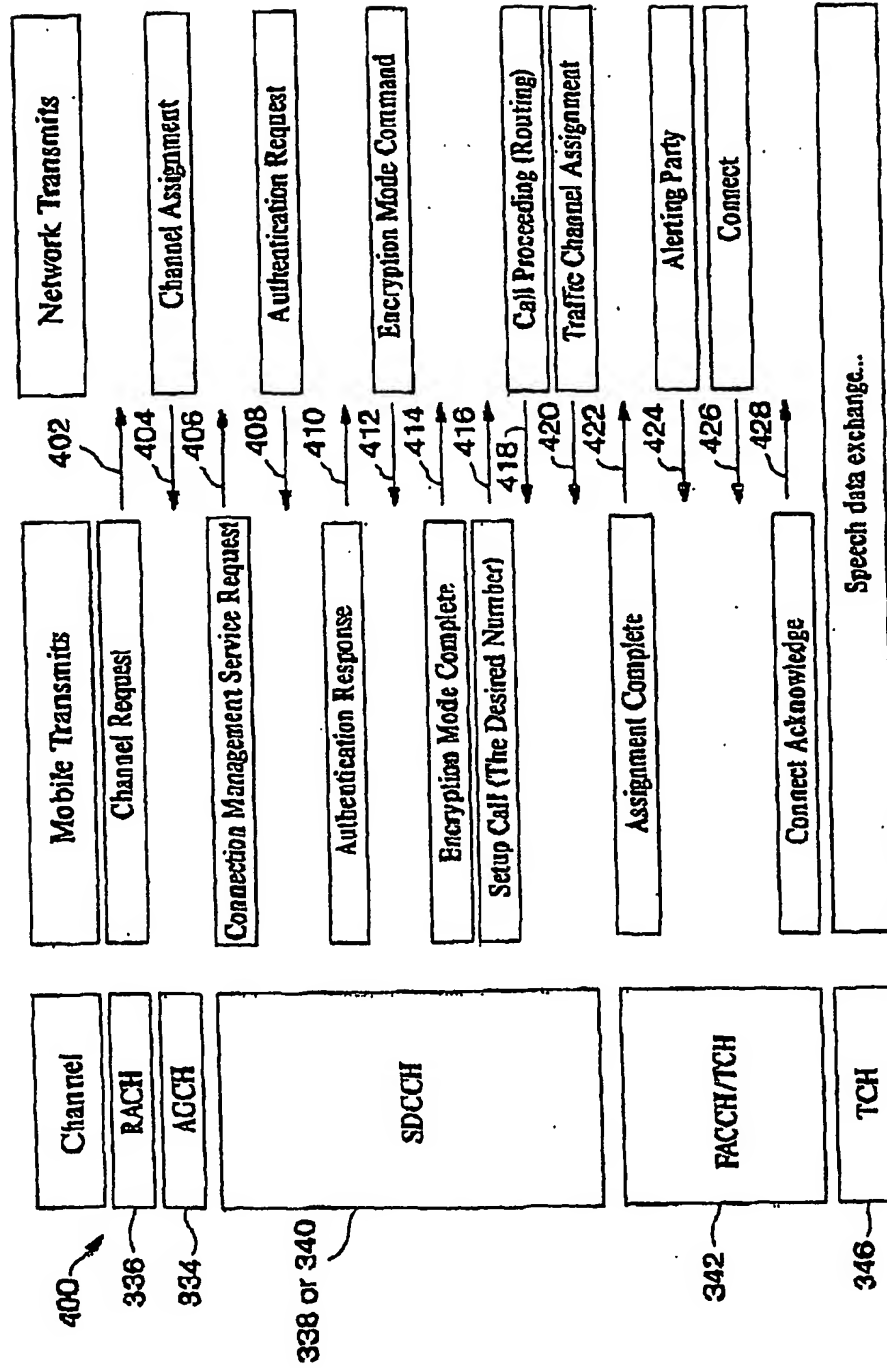 400
Channel
Mobile Transmits
Network Transmits
336
RACH
Channel Request
402
334
AGCH
404
Channel Assignment
338 or 340
SDCCH
Connection Management Service Request
406
408
Authentication Request
Authentication Response
410
412
Encryption Mode Command
Encryption Mode Complete
414
Setup Call (The Desired Number)
416
418
Call Proceeding (Routing)
420
Traffic Channel Assignment
342
FACCH/TCH
Assignment Complete
422
424
Alerting Party
426
Connect
Connect Acknowledge
428
346
TCH
Speech data exchange...